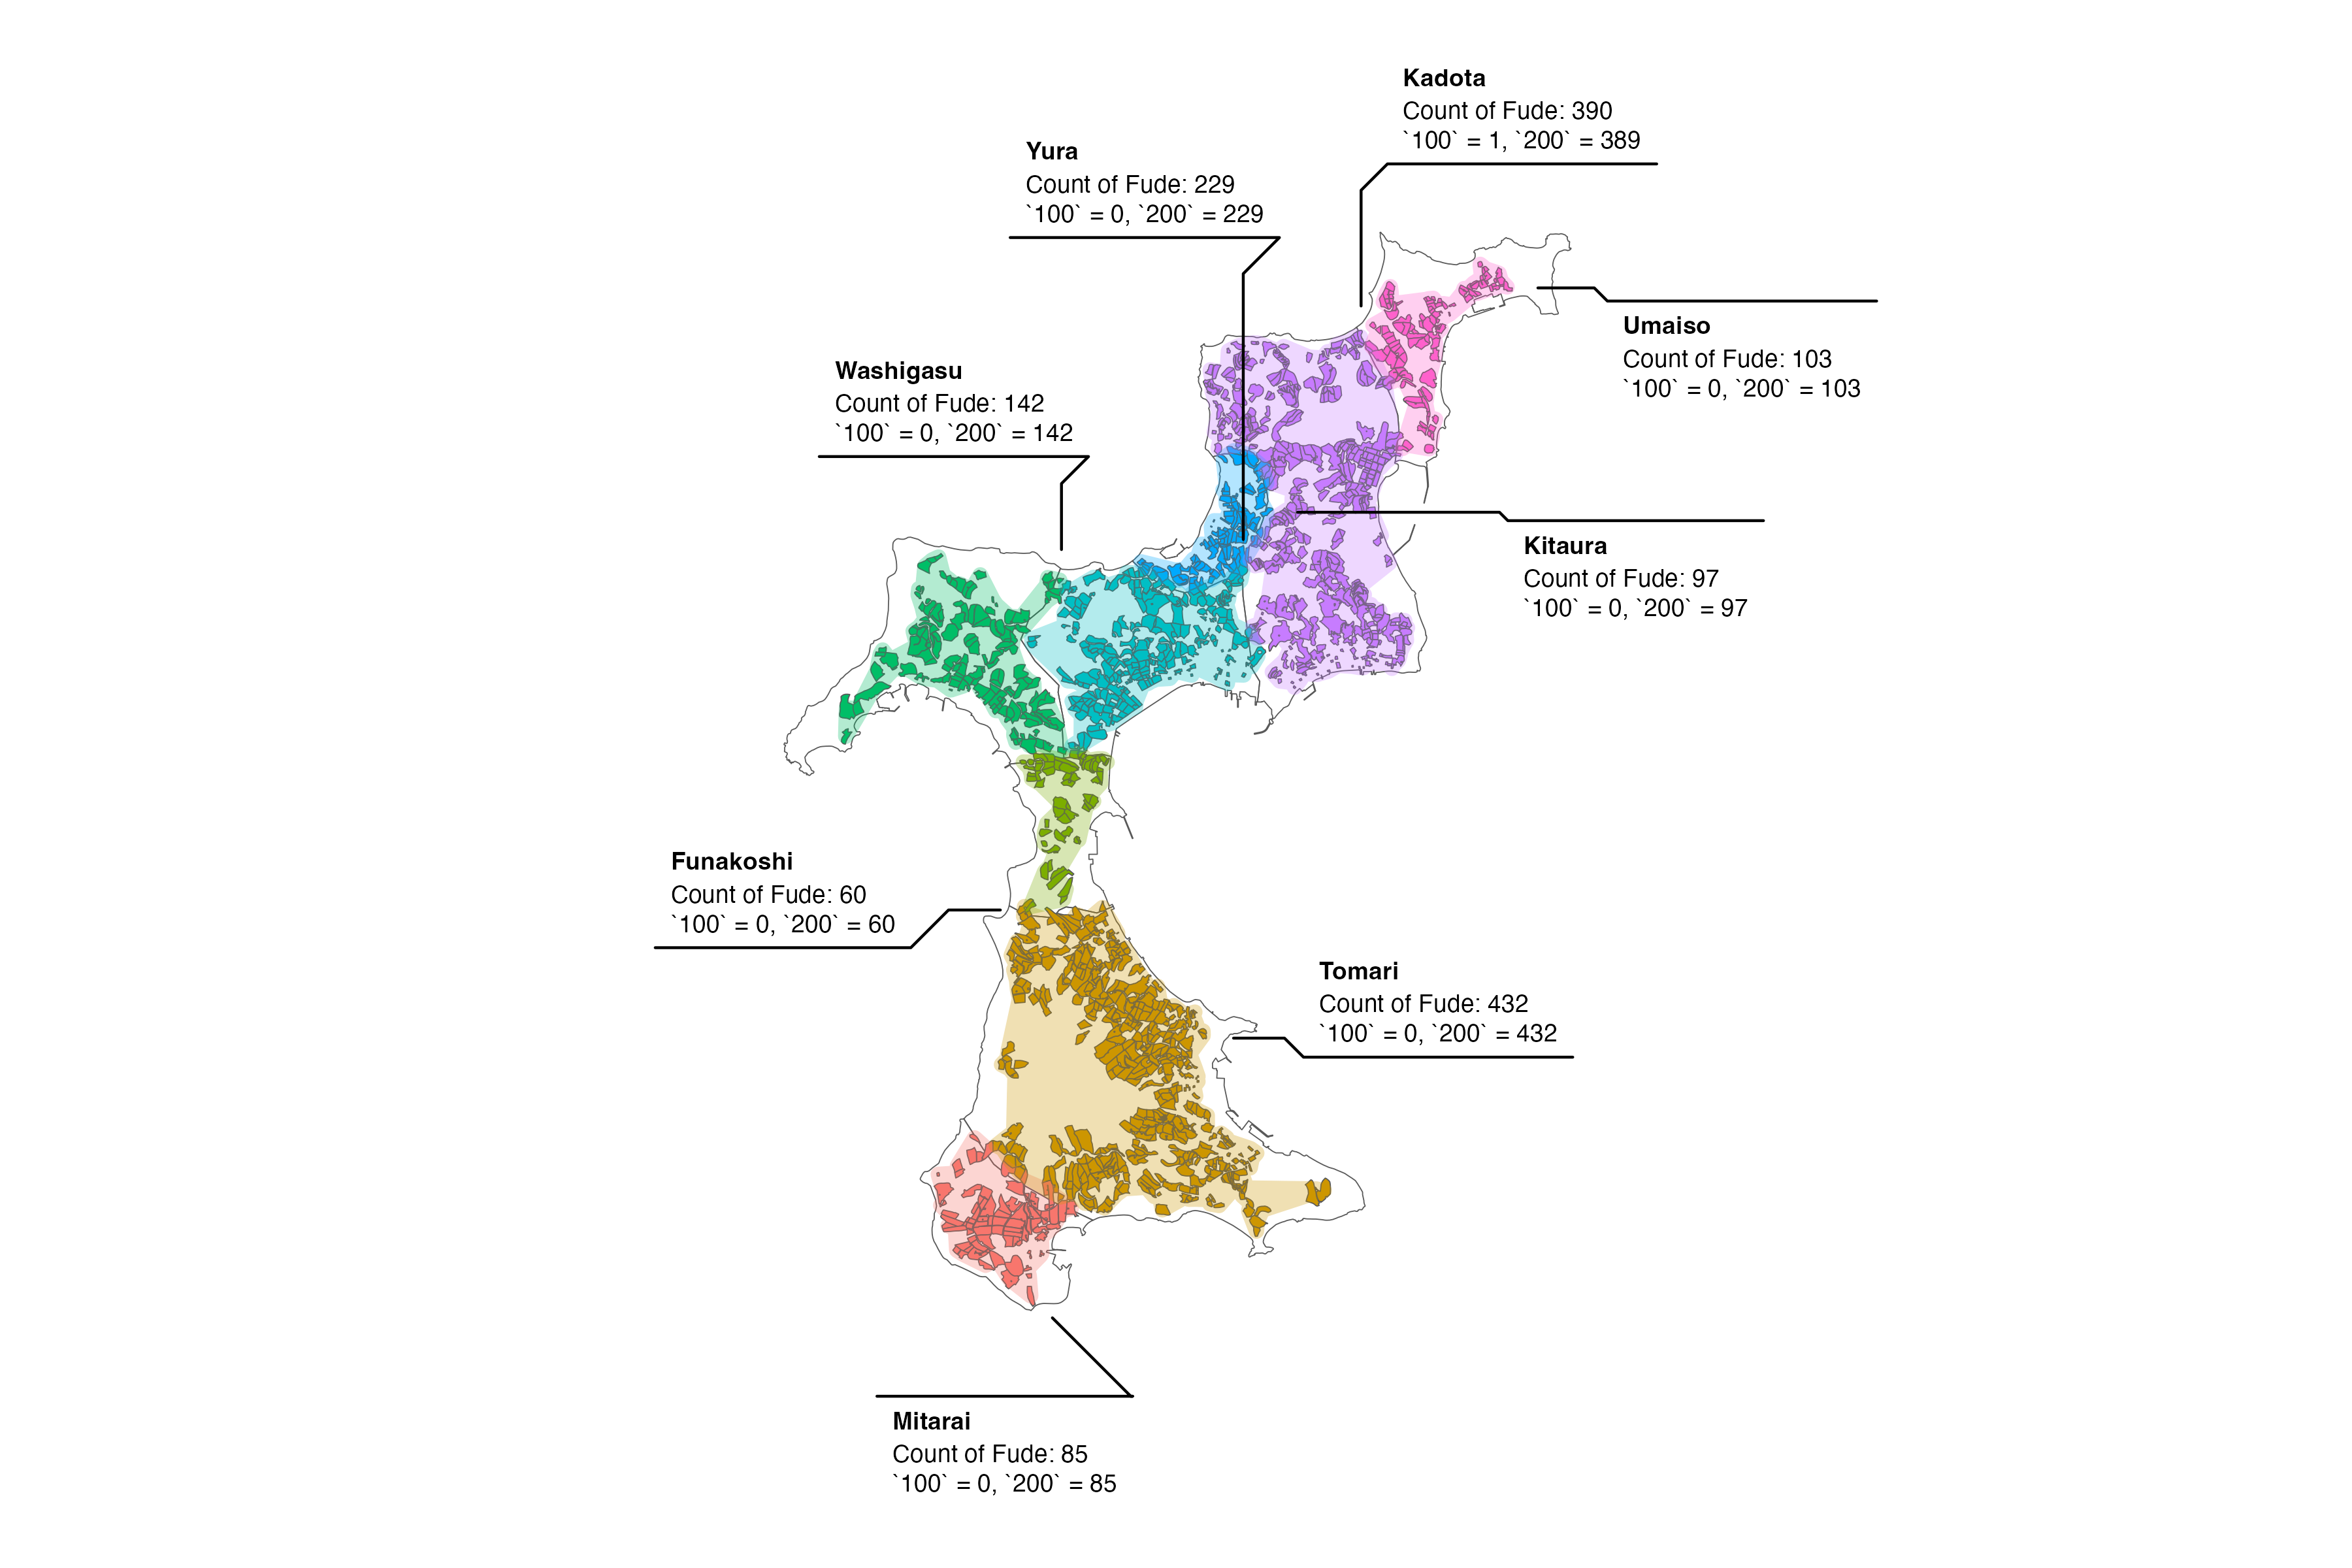 Kadota
Count of Fude: 390
`100` = 1, `200` = 389
Yura
Count of Fude: 229
`100` = 0, `200` = 229
Umaiso
Count of Fude: 103
`100` = 0, `200` = 103
Washigasu
Count of Fude: 142
`100` = 0, `200` = 142
Kitaura
Count of Fude: 97
`100` = 0, `200` = 97
Funakoshi
Count of Fude: 60
`100` = 0, `200` = 60
Tomari
Count of Fude: 432
`100` = 0, `200` = 432
Mitarai
Count of Fude: 85
`100` = 0, `200` = 85